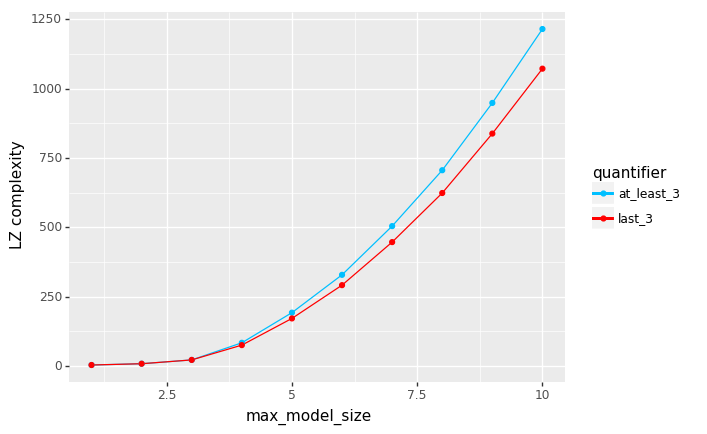 1250
1000
750
500
250
0
LZ complexity
2.5
5
7.5
10
max_model_size
quantifier
at_least_3
last_3